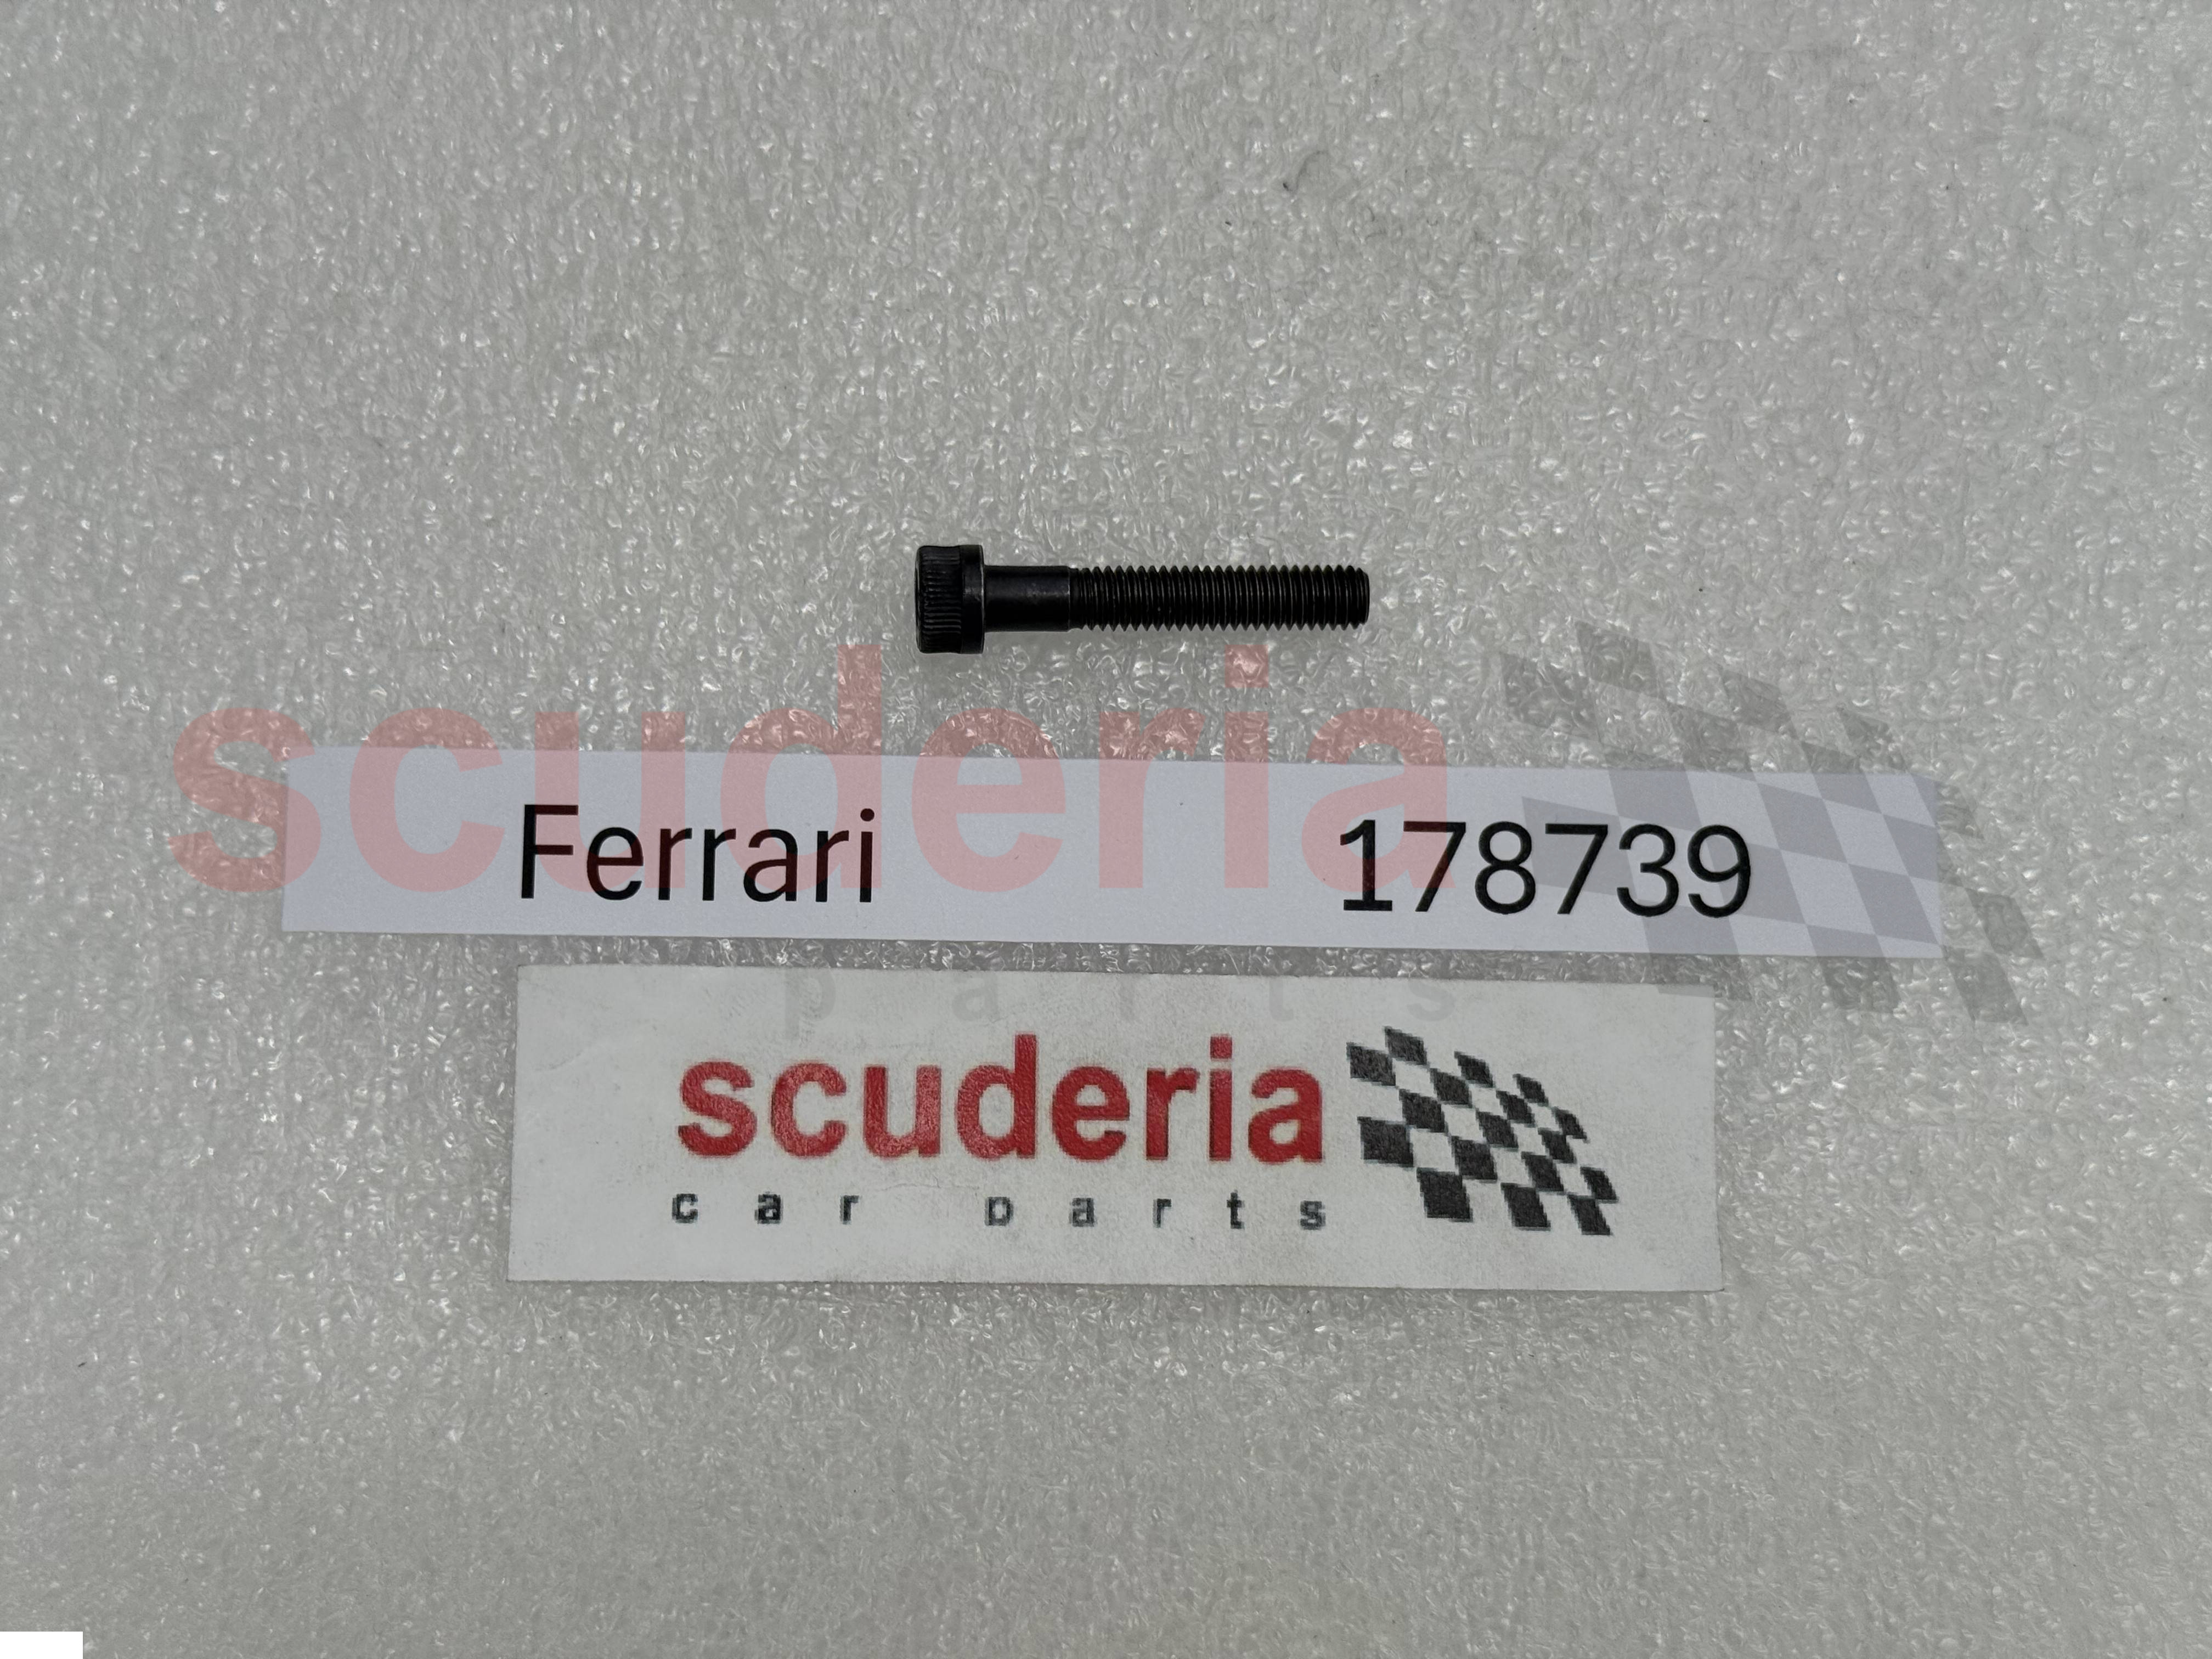 scuderia
Ferrari 178739
parts
scuderia
car parts